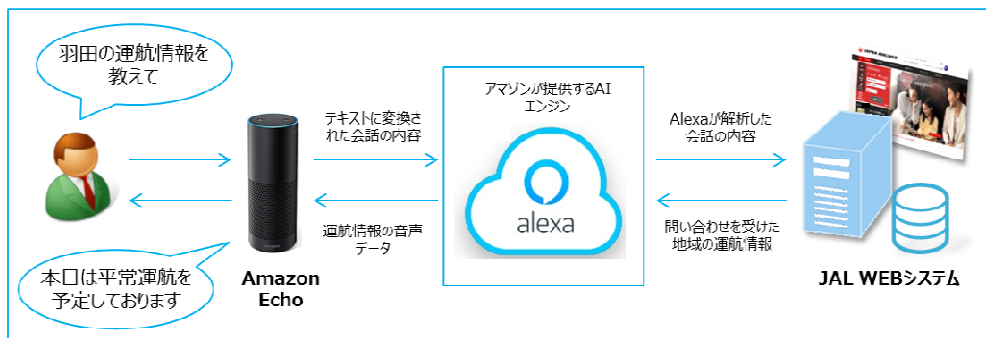 羽田の運航情報を
教えて
本日は平常運航を
予定しております
Amazon
Echo
テキストに変換
された会話の内容
運航情報の音声
データ
アマゾンが提供するAI
エンジン
alexa
Alexaが解析した
会話の内容
問い合わせを受けた
地域の運航情報
JAL WEBシステム